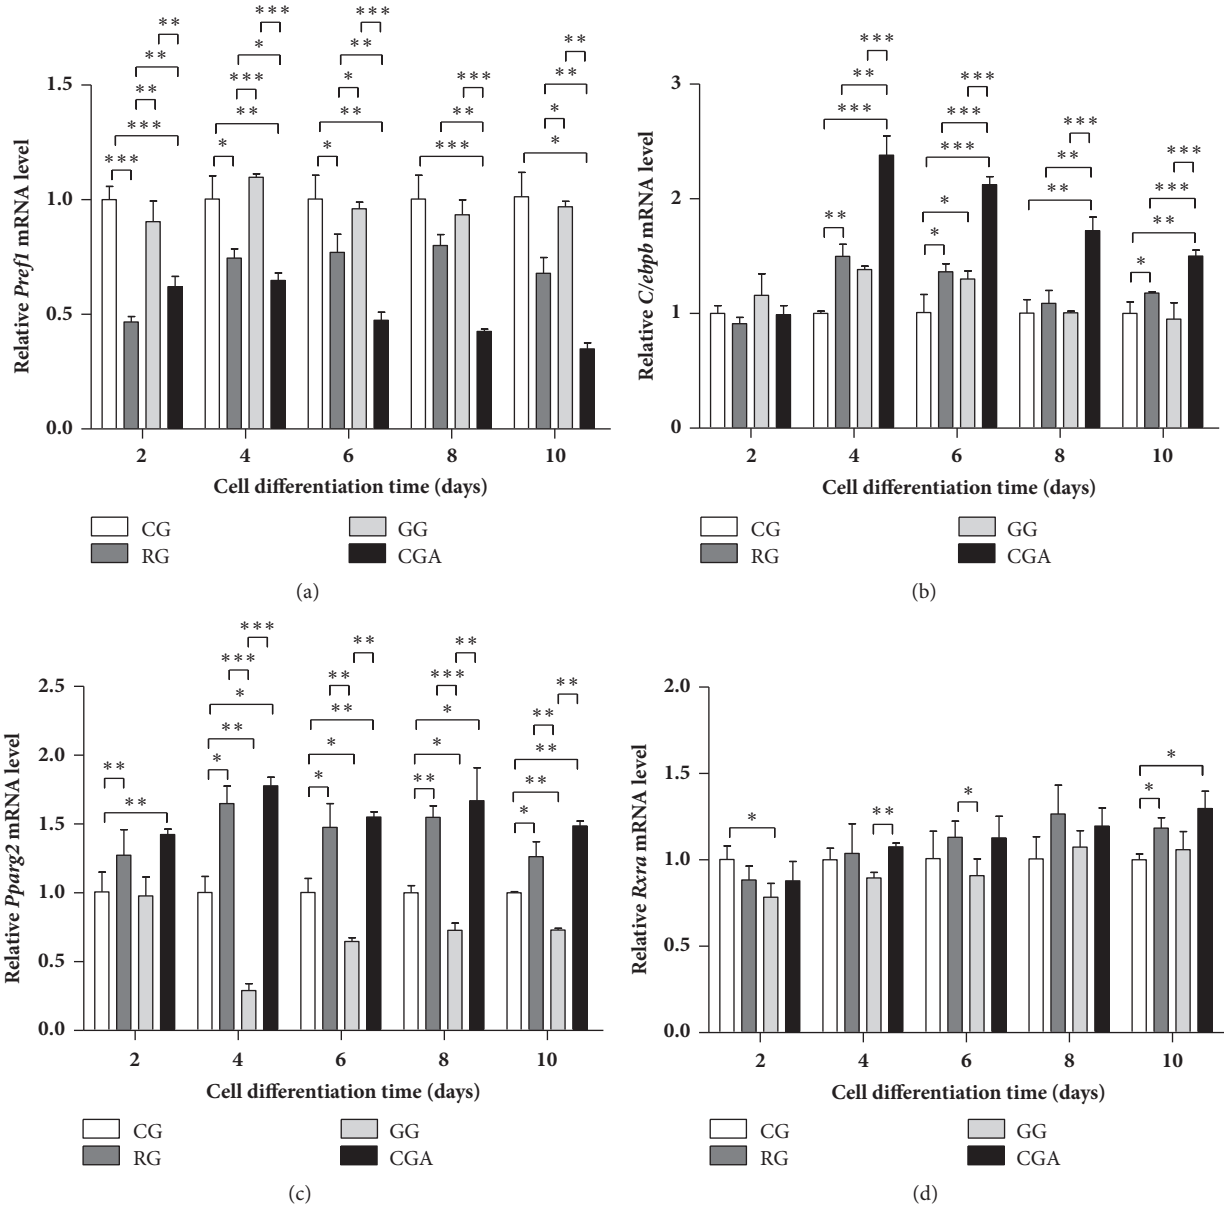 ** *** ***
** * ** **
** *** * *** ** *
*** ** ** ** *** *
*** * *
1.5
1.0
0.5
0.0
Relative Pref1 mRNA level
2 4 6 8 10
Cell differentiation time (days)
CG GG
RG CGA
(a)
***
** *** ***
*** *** ** ***
** *** ** ***
* * * **
3
2
1
0
Relative C/ebpb mRNA level
2 4 6 8 10
Cell differentiation time (days)
CG GG
RG CGA
(b)
*** ** **
*** ** *** **
* ** * **
** ** * * ** **
** * * ** *
2.5
2.0
1.5
1.0
0.5
0.0
Relative Pparg2 mRNA level
2 4 6 8 10
Cell differentiation time (days)
CG GG
RG CGA
(c)
*
* ** * *
2.0
1.5
1.0
0.5
0.0
Relative Rxra mRNA level
2 4 6 8 10
Cell differentiation time (days)
CG GG
RG CGA
(d)